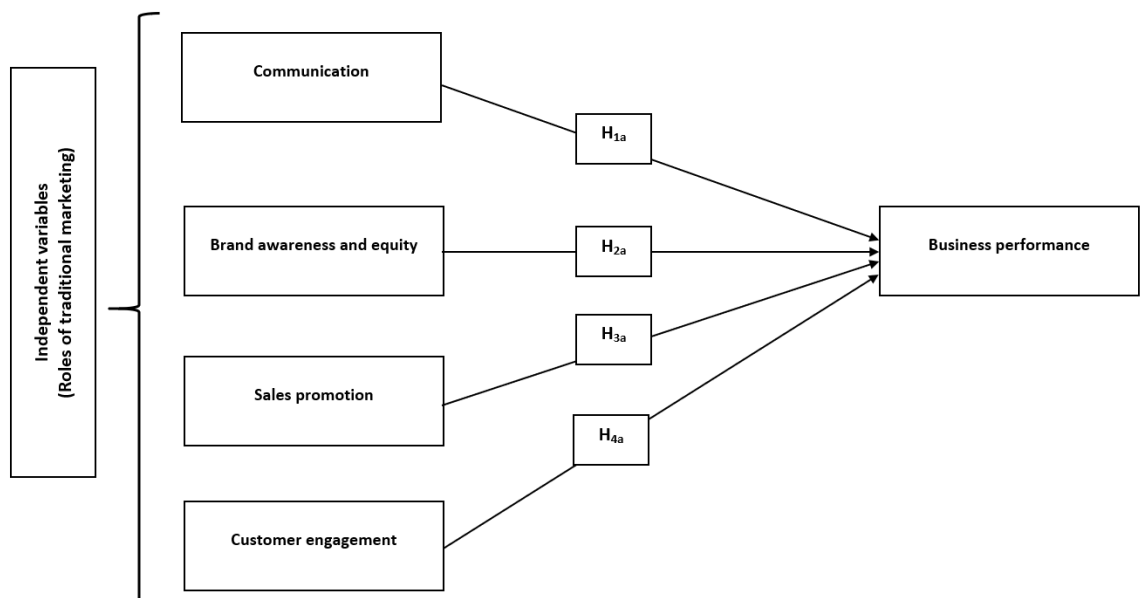 Independent variables
(Roles of traditional marketing)
Communication
H1a
Brand awareness and equity
H2a
Business performance
Sales promotion
H3a
Customer engagement
H4a